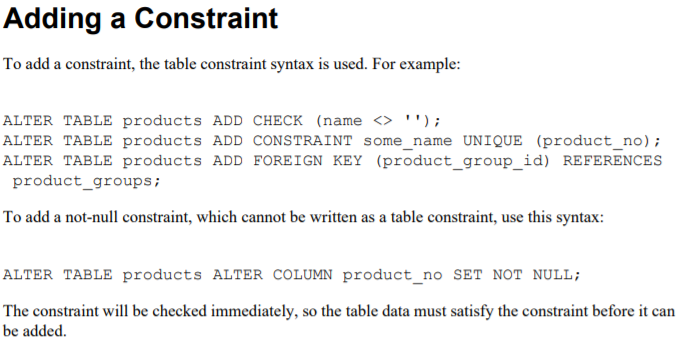 Adding a Constraint
To add a constraint, the table constraint syntax is used. For example:
ALTER TABLE products ADD CHECK (name <> '');
ALTER TABLE products ADD CONSTRAINT some_name UNIQUE (product_no);
ALTER TABLE products ADD FOREIGN KEY (product_group_id) REFERENCES
product_groups;
To add a not-null constraint, which cannot be written as a table constraint, use this syntax:
ALTER TABLE products ALTER COLUMN product_no SET NOT NULL;
The constraint will be checked immediately, so the table data must satisfy the constraint before it can
be added.